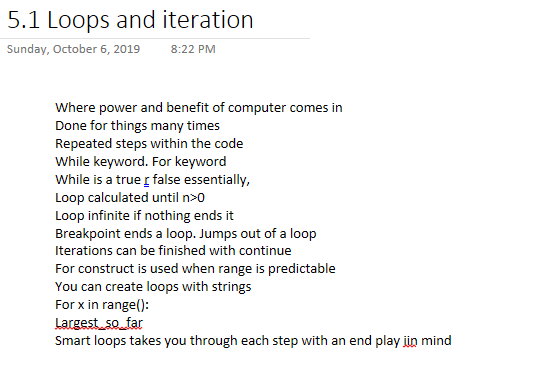 5.1 Loops and iteration
Sunday, October 6, 2019 8:22 PM
Where power and benefit of computer comes in
Done for things many times
Repeated steps within the code
While keyword. For keyword
While is a true r false essentially,
Loop calculated until n>0
Loop infinite if nothing ends it
Breakpoint ends a loop. Jumps out of a loop
Iterations can be finished with continue
For construct is used when range is predictable
You can create loops with strings
For x in range():
Largest_so_far
Smart loops takes you through each step with an end play jin mind